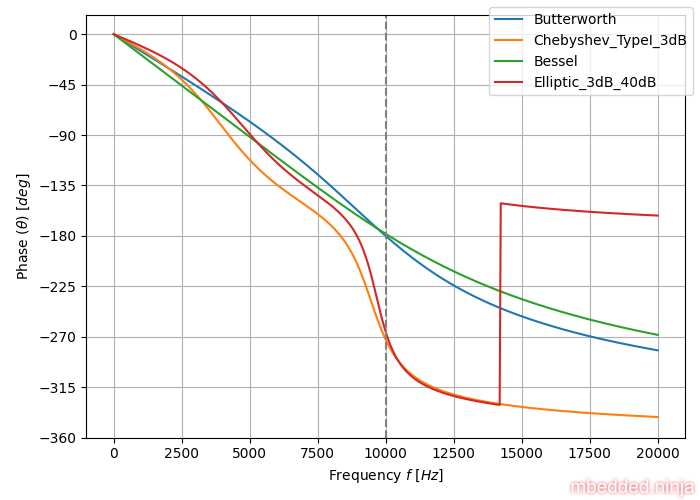 Butterworth
Chebyshev_TypeI_3dB
Bessel
Elliptic_3dB_40dB
0
−45
−90
−135
−180
−225
−270
−315
−360
Phase (θ) [deg]
0 2500 5000 7500 10000 12500 15000 17500 20000
Frequency f [Hz]
mbedded.ninja